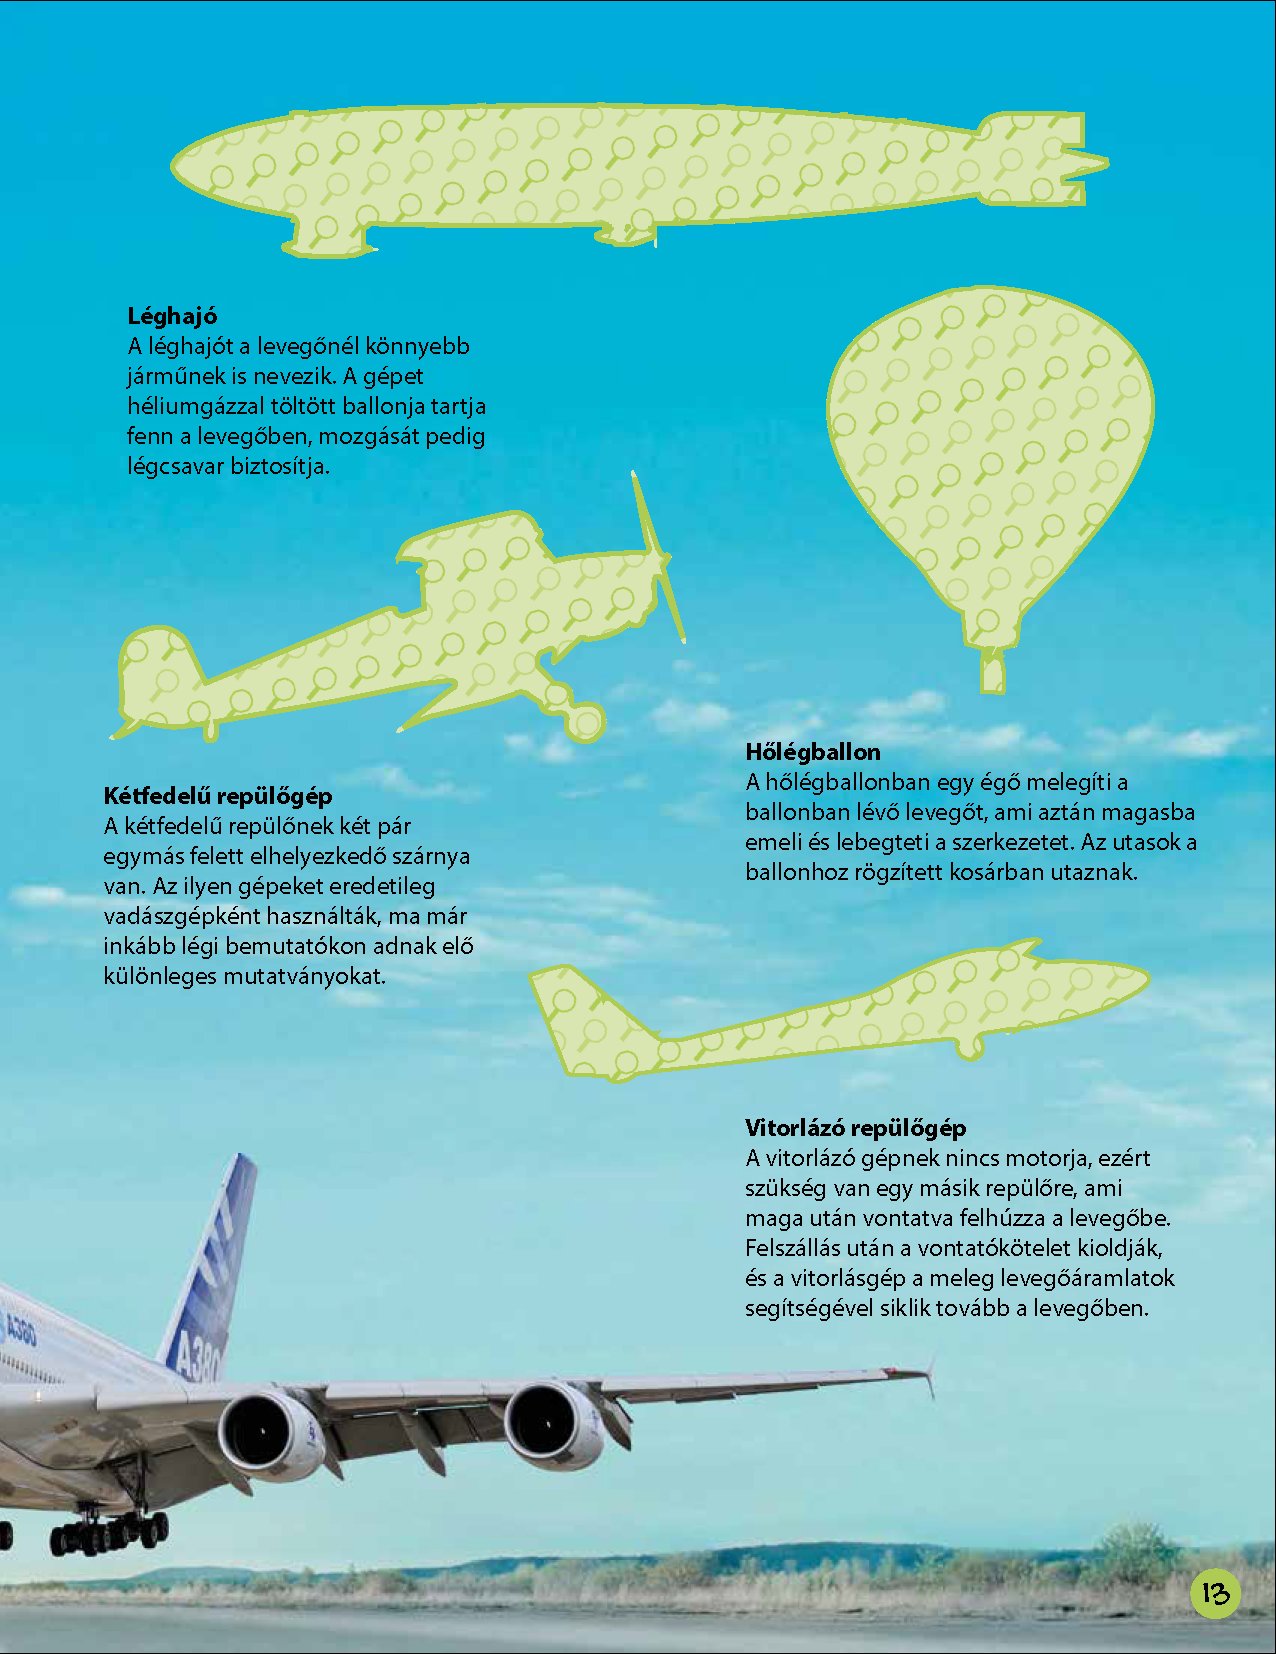 Léghajó
A léghajót a levegőnél könnyebb
járműnek is nevezik. A gépet
héliumgázzal töltött ballonja tartja
fenn a levegőben, mozgását pedig
légcsavar biztosítja.
Kétfedelű repülőgép
A kétfedelű repülőnek két pár
egymás felett elhelyezkedő szárnya
van. Az ilyen gépeket eredetileg
vadászgépként használták, ma már
inkább légi bemutatókon adnak elő
különleges mutatványokat.
Hőlégballon
A hőlégballonban egy égő melegíti a
ballonban lévő levegőt, ami aztán magasba
emeli és lebegteti a szerkezetet. Az utasok a
ballonhoz rögzített kosárban utaznak.
Vitorlázó repülőgép
A vitorlázó gépnek nincs motorja, ezért
szükség van egy másik repülőre, ami
maga után vontatva felhúzza a levegőbe.
Felszállás után a vontatókötelet kioldják,
és a vitorlásgép a meleg levegőáramlatok
segítségével siklik tovább a levegőben.
A380
A380
13